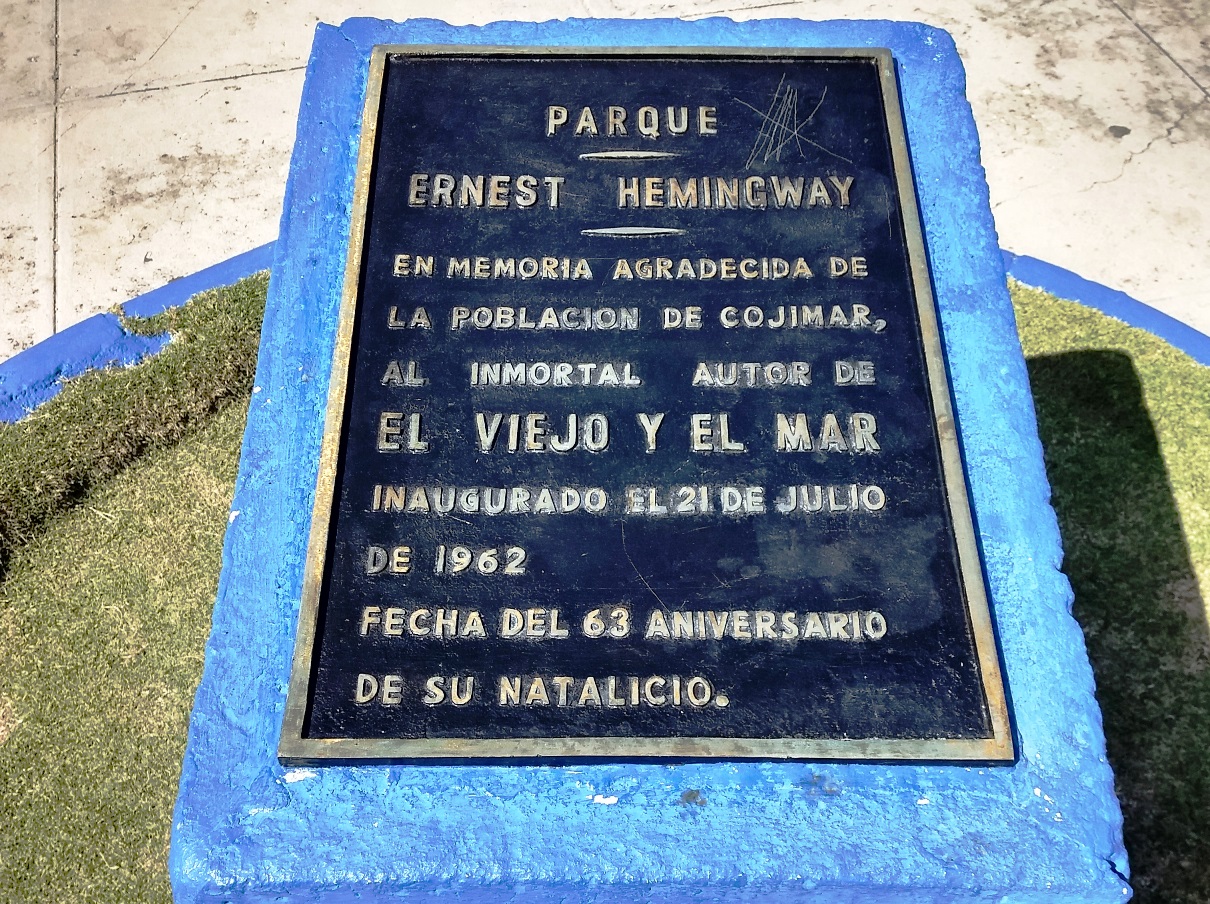 PARQUE
ERNEST HEMINGWAY
EN MEMORIA AGRADECIDA DE
LA POBLACION DE COJIMAR,
AL INMORTAL AUTOR DE
EL VIEJO Y EL MAR
INAUGURADO EL 21 DE JULIO
DE 1962
FECHA DEL 63 ANIVERSARIO
DE SU NATALICIO.